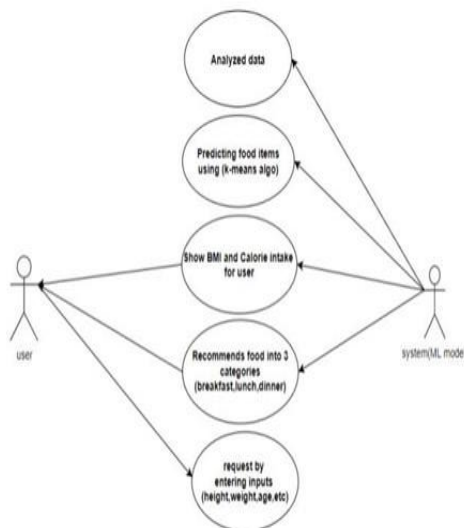 Analyzed data
Predicting food items
using (k-means algo)
Show BMI and Calorie intake
for user
user
system(ML mode
Recommends food into 3
categories
(breakfast,lunch,dinner)
request by
entering inputs
(height,weight,age,etc)